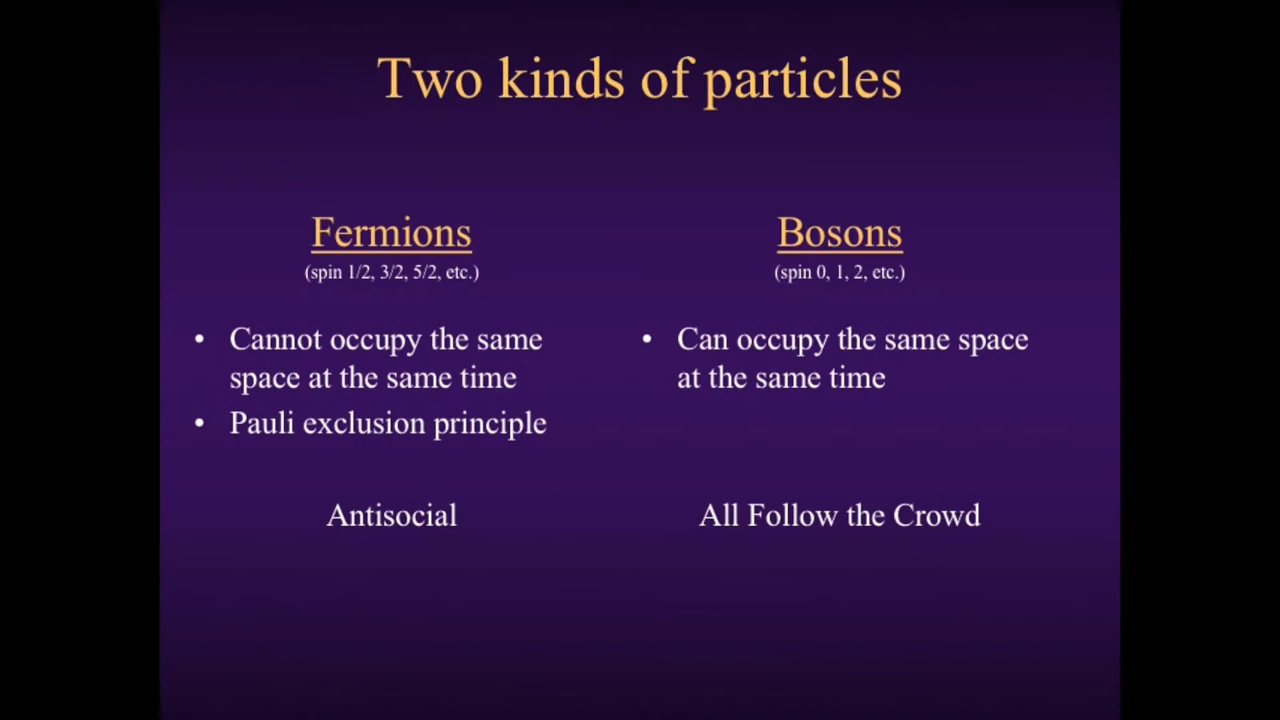 Two kinds of particles
Fermions
(spin 1/2, 3/2, 5/2, etc.)
• Cannot occupy the same
space at the same time
• Pauli exclusion principle
Antisocial
Bosons
(spin 0, 1, 2, etc.)
• Can occupy the same space
at the same time
All Follow the Crowd